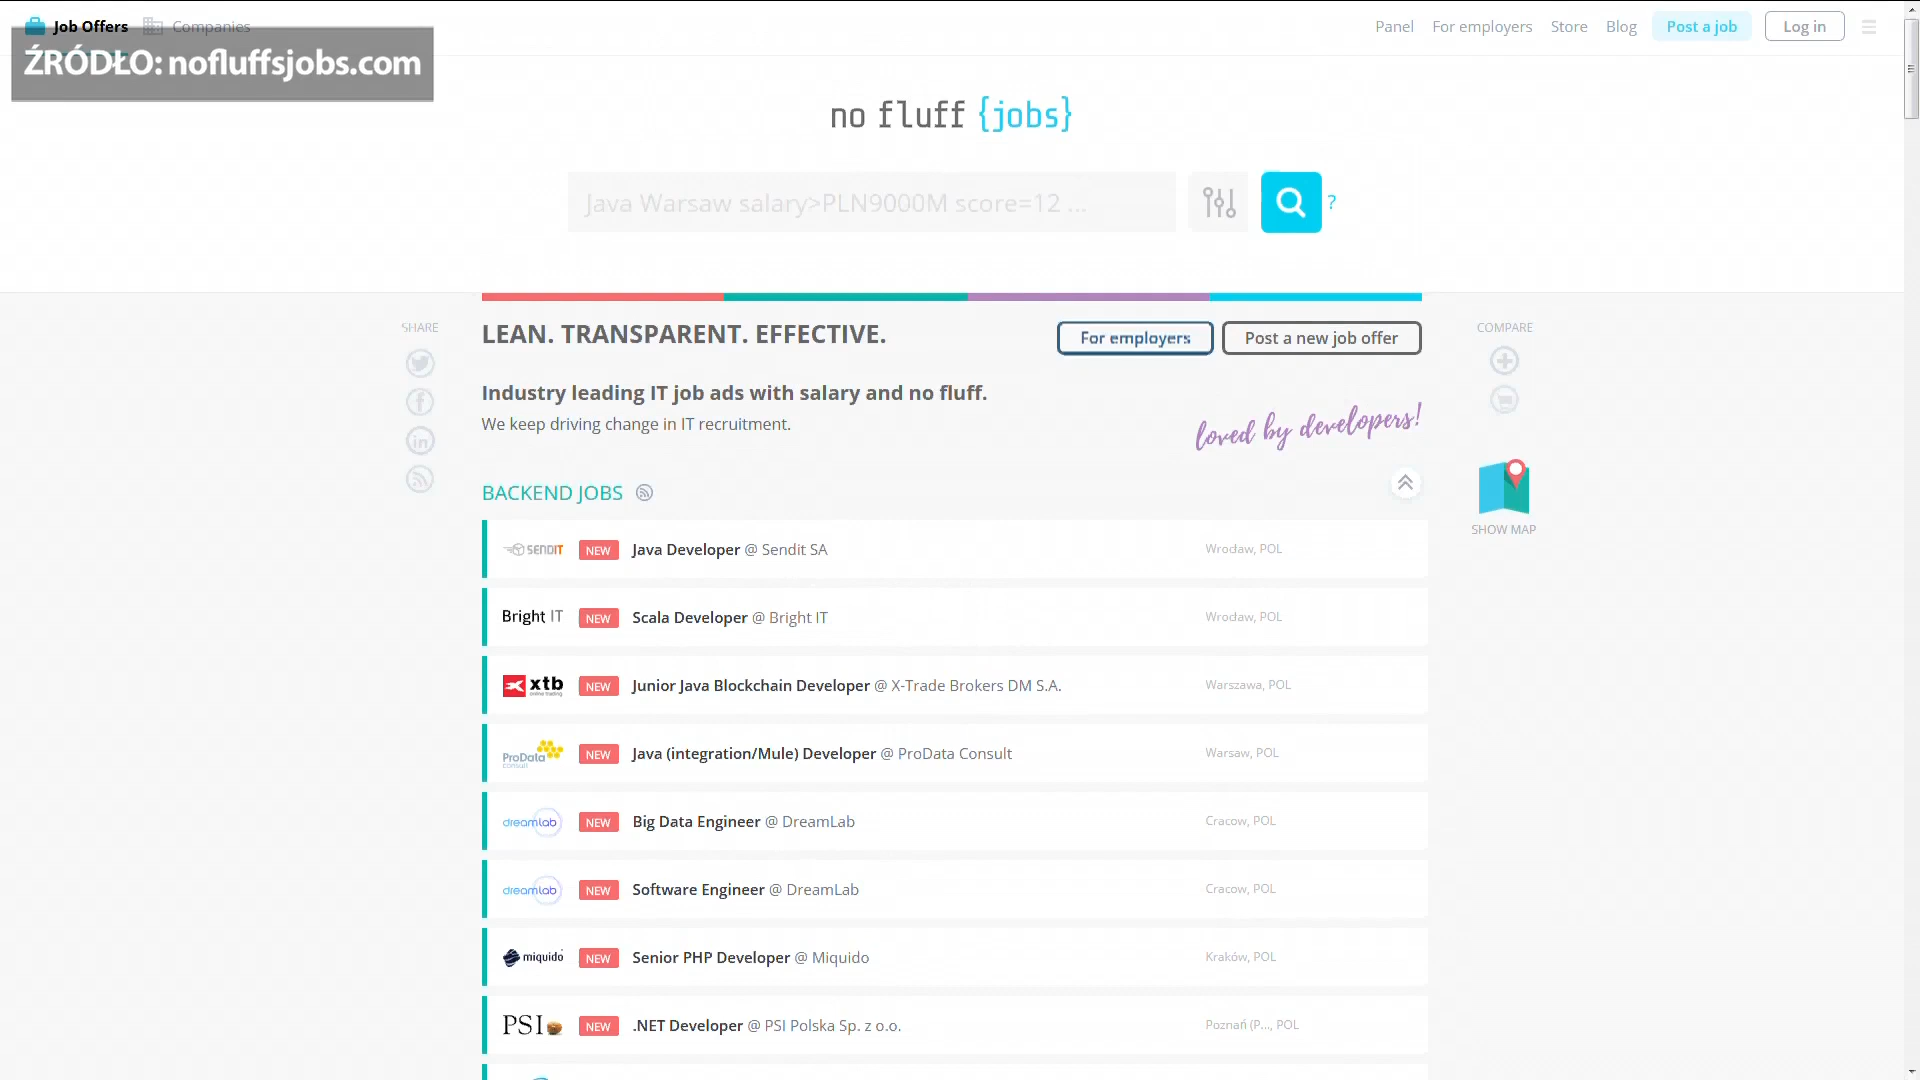 Job Offers
Companies
Panel
For employers
Store
Blog
Post a job
Log in
ŹRÓDŁO: nofluffsjobs.com
no fluff {jobs}
Java Warsaw salary>PLN9000M score=12 ...
?
SHARE
LEAN. TRANSPARENT. EFFECTIVE.
For employers
Post a new job offer
COMPARE
Industry leading IT job ads with salary and no fluff.
We keep driving change in IT recruitment.
loved by developers!
BACKEND JOBS
SHOW MAP
SENDIT NEW Java Developer @ Sendit SA Wrocław, POL
Bright IT NEW Scala Developer @ Bright IT Wrocław, POL
xtb online trading NEW Junior Java Blockchain Developer @ X-Trade Brokers DM S.A. Warszawa, POL
ProData consult NEW Java (integration/Mule) Developer @ ProData Consult Warsaw, POL
dreamlab NEW Big Data Engineer @ DreamLab Cracow, POL
dreamlab NEW Software Engineer @ DreamLab Cracow, POL
miquido NEW Senior PHP Developer @ Miquido Kraków, POL
PSI NEW .NET Developer @ PSI Polska Sp. z o.o. Poznań (P..., POL